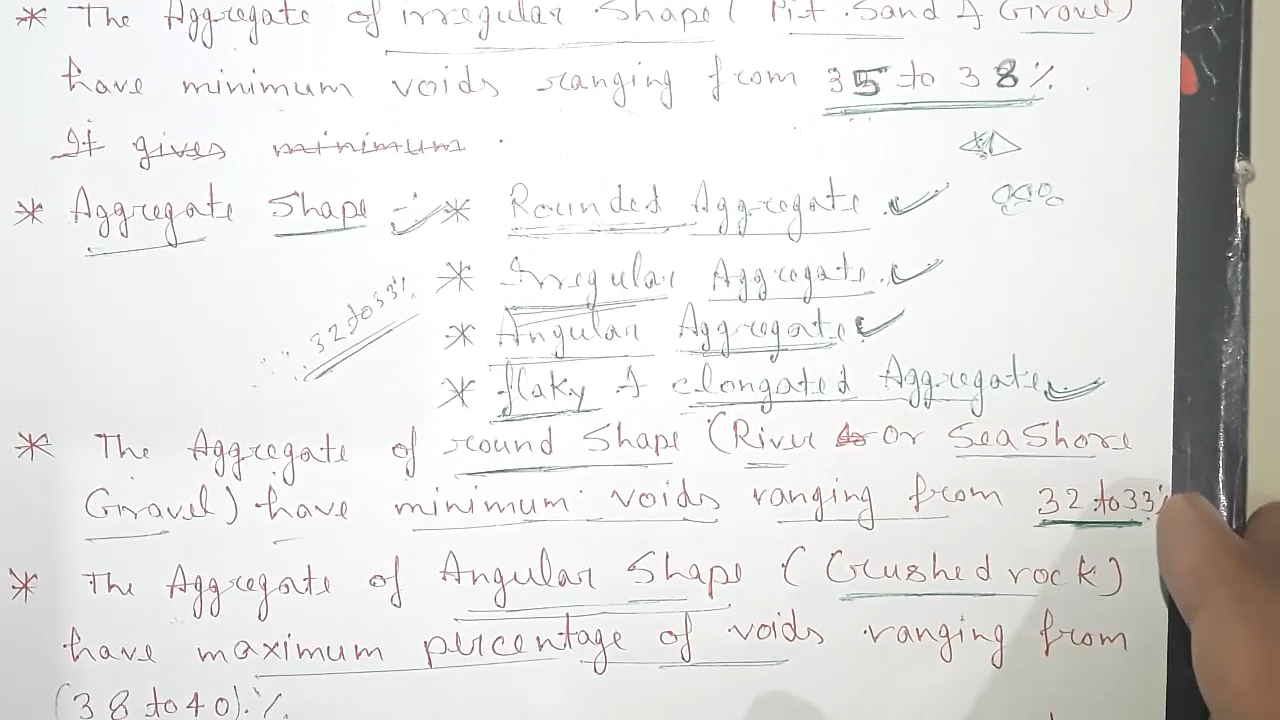 * The Aggregate of irregular Shape ( Pit Sand & Gravel)
have minimum voids ranging from 35 to 38%.
It gives minimum
* Aggregate Shape - * Rounded Aggregate.
* Irregular Aggregate.
32 to 33%.
* Angular Aggregate
* flaky & elongated Aggregate
* The Aggregate of round Shape (River or Sea Shore
Gravel) have minimum voids ranging from 32 to 33%
* The Aggregate of Angular Shape (Crushed rock)
have maximum percentage of voids ranging from
(38 to 40).%.